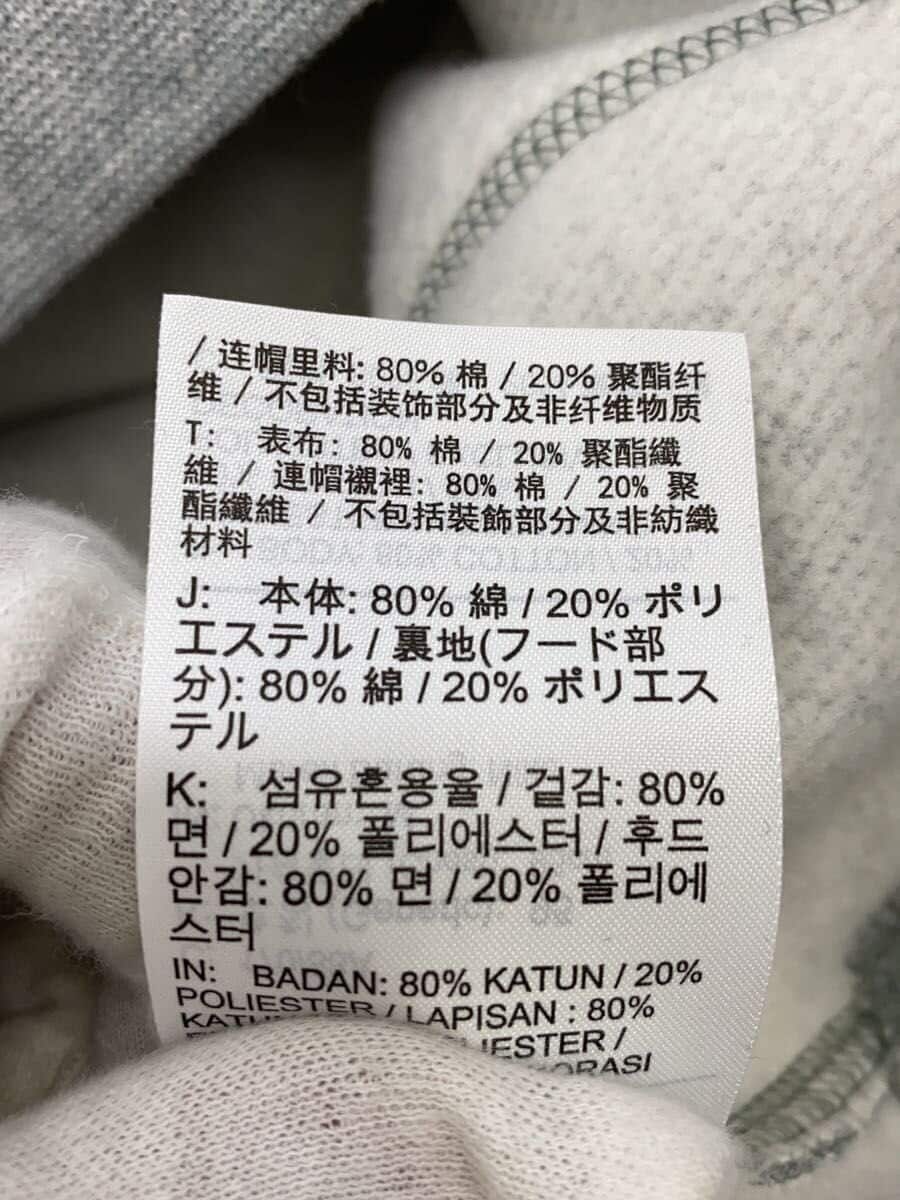 / 连帽里料: 80% 棉 / 20% 聚酯纤
维 / 不包括装饰部分及非纤维物质
T: 表布: 80% 棉 / 20% 聚酯纖
維 / 連帽襯裡: 80% 棉 / 20% 聚
酯纖維 / 不包括裝飾部分及非紡織
材料
J: 本体: 80% 綿 / 20% ポリ
エステル / 裏地(フード部
分): 80% 綿 / 20% ポリエス
テル
K: 섬유혼용율 / 겉감: 80%
면 / 20% 폴리에스터 / 후드
안감: 80% 면 / 20% 폴리에
스터
IN: BADAN: 80% KATUN / 20%
POLIESTER / LAPISAN : 80%